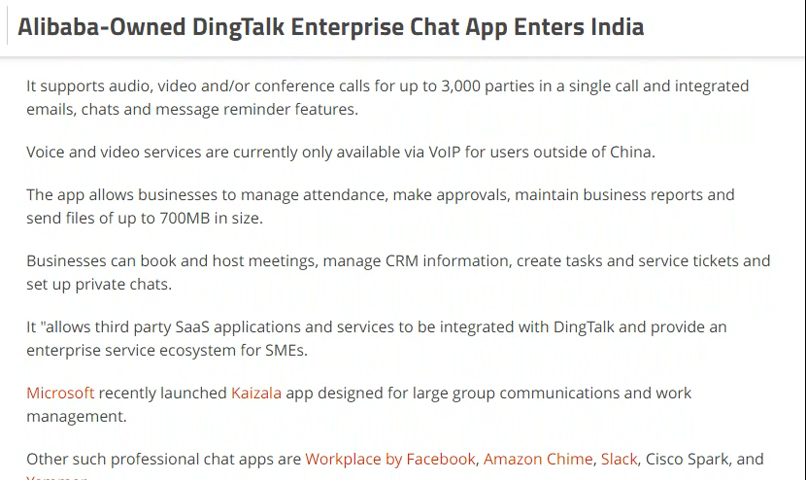 Alibaba-Owned DingTalk Enterprise Chat App Enters India
It supports audio, video and/or conference calls for up to 3,000 parties in a single call and integrated
emails, chats and message reminder features.
Voice and video services are currently only available via VoIP for users outside of China.
The app allows businesses to manage attendance, make approvals, maintain business reports and
send files of up to 700MB in size.
Businesses can book and host meetings, manage CRM information, create tasks and service tickets and
set up private chats.
It "allows third party SaaS applications and services to be integrated with DingTalk and provide an
enterprise service ecosystem for SMEs.
Microsoft recently launched Kaizala app designed for large group communications and work
management.
Other such professional chat apps are Workplace by Facebook, Amazon Chime, Slack, Cisco Spark, and